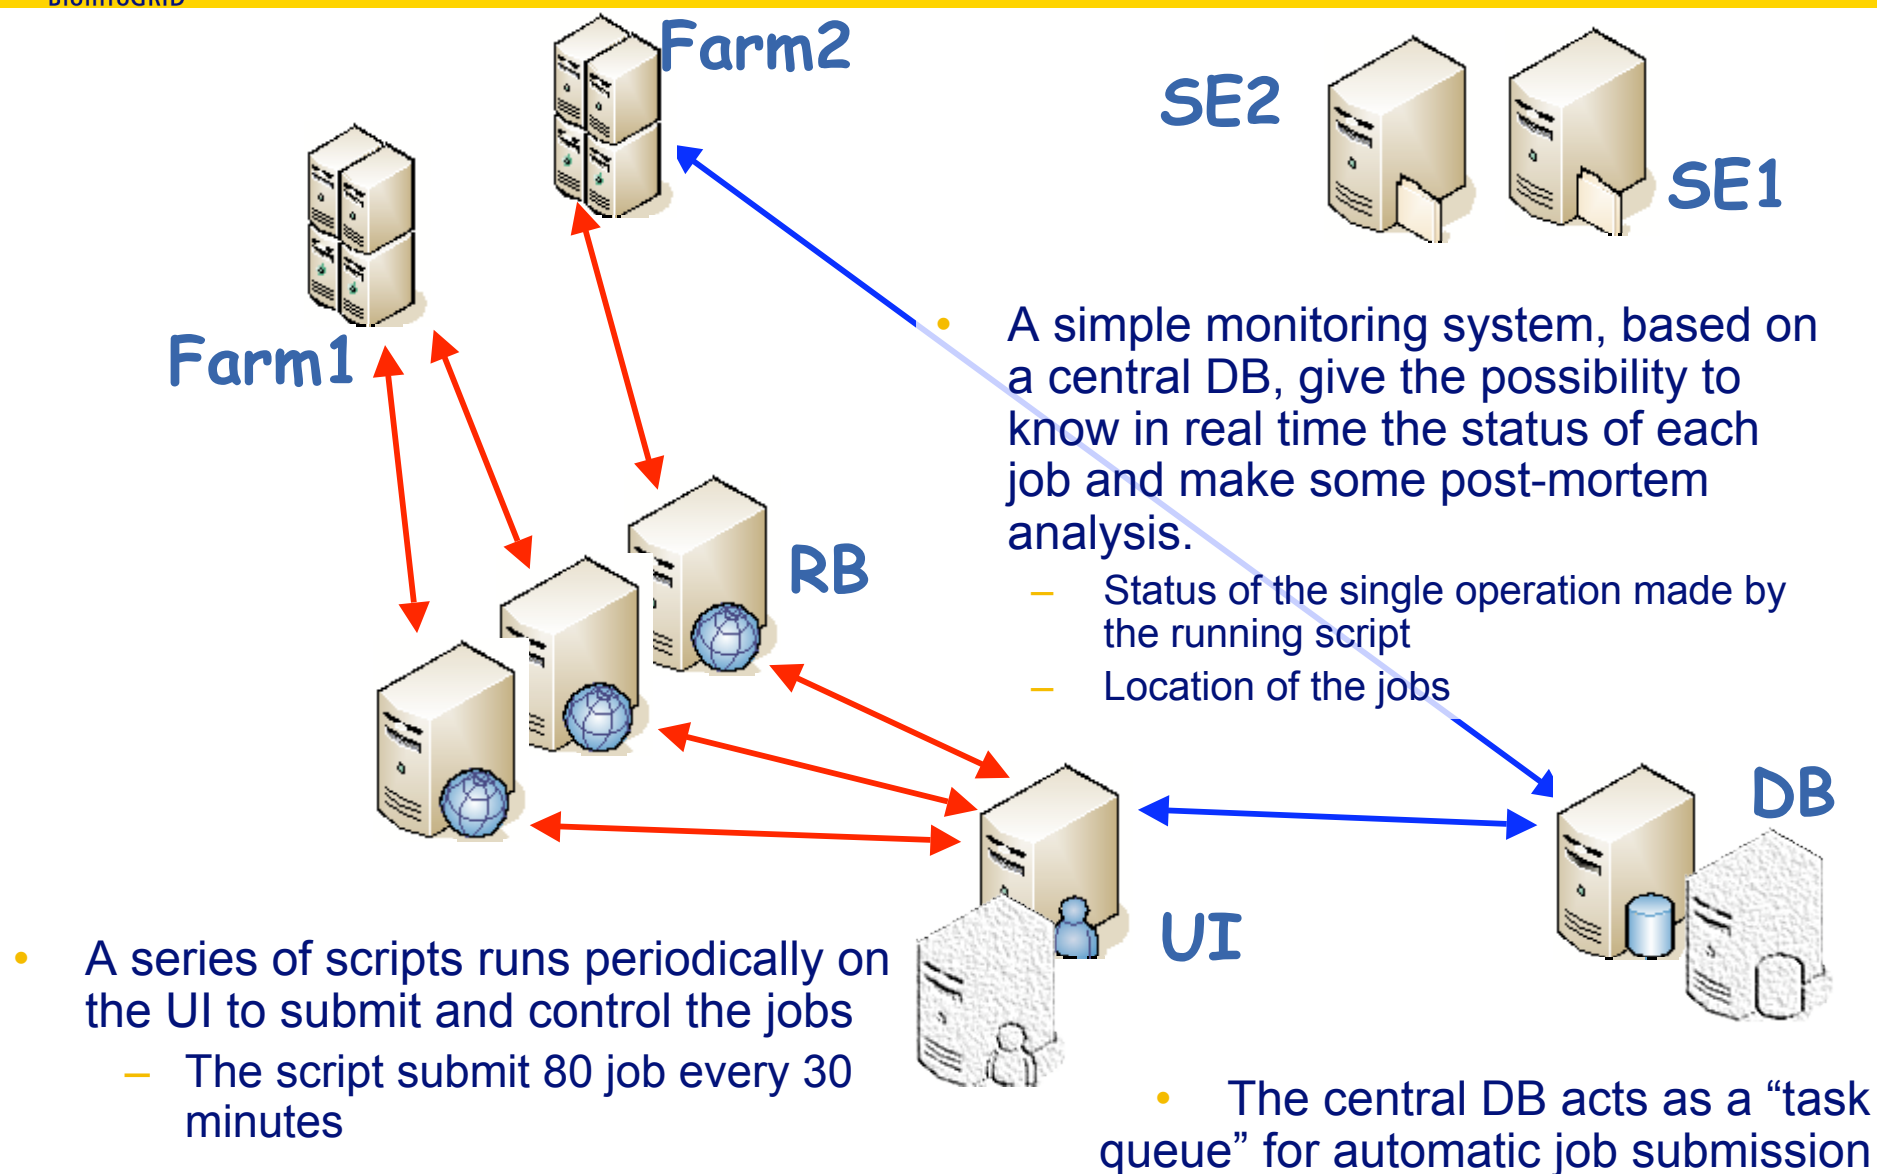 BioinfoGRID
Farm2
SE2
SE1
Farm1
RB
• A simple monitoring system, based on
a central DB, give the possibility to
know in real time the status of each
job and make some post-mortem
analysis.
– Status of the single operation made by
the running script
– Location of the jobs
DB
UI
• A series of scripts runs periodically on
the UI to submit and control the jobs
– The script submit 80 job every 30
minutes
• The central DB acts as a “task
queue” for automatic job submission